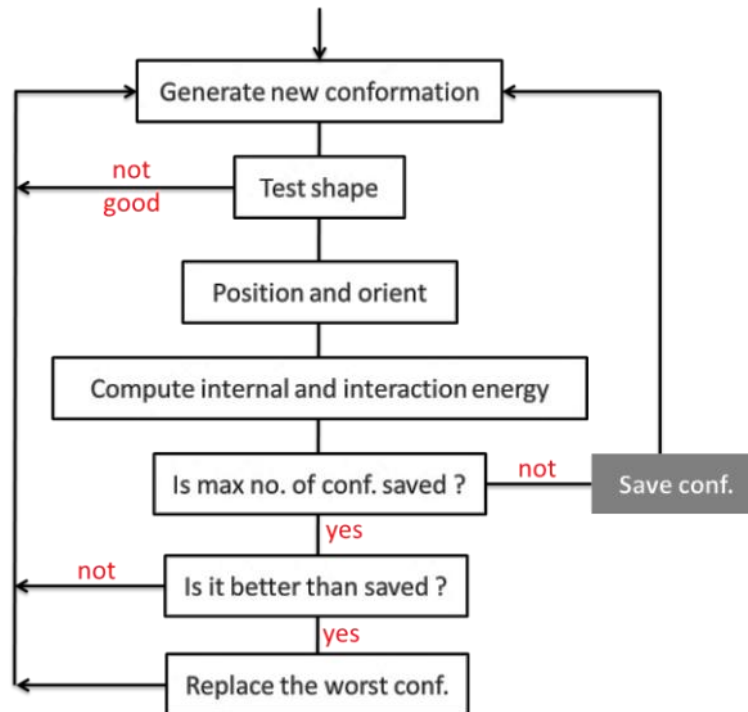 Generate new conformation
not
good
Test shape
Position and orient
Compute internal and interaction energy
Is max no. of conf. saved ?
not
Save conf.
yes
not
Is it better than saved ?
yes
Replace the worst conf.